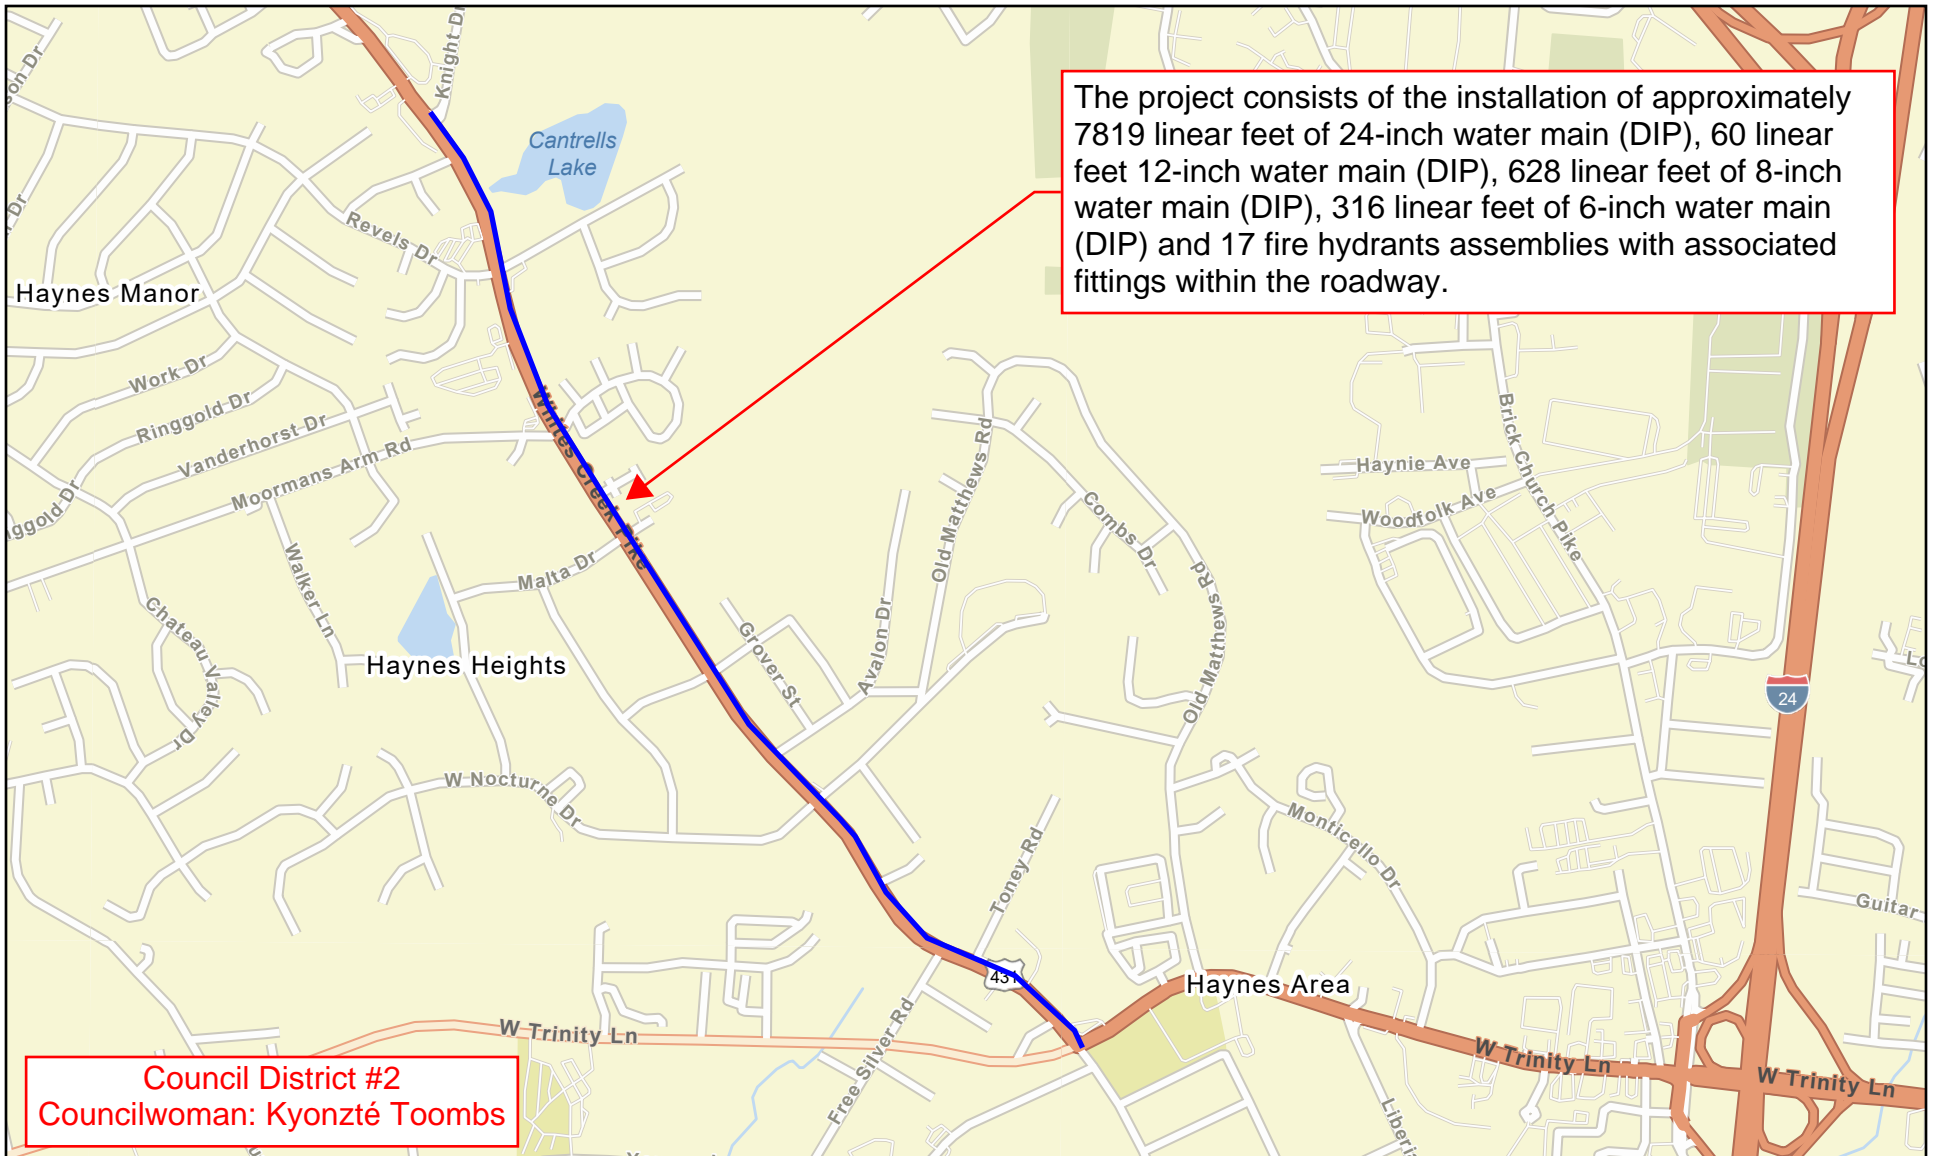 Knight Dr
son Dr
Cantrells
Lake
The project consists of the installation of approximately
7819 linear feet of 24-inch water main (DIP), 60 linear
feet 12-inch water main (DIP), 628 linear feet of 8-inch
water main (DIP), 316 linear feet of 6-inch water main
(DIP) and 17 fire hydrants assemblies with associated
fittings within the roadway.
Dr
Revels Dr
Haynes Manor
Work Dr
Ringgold Dr
Vanderhorst Dr
Moormans Arm Rd
Whites Creek Pike
Old Matthews Rd
Brick Church Pike
Haynie Ave
Woodfolk Ave
Combs Dr
nggold Dr
Walker Ln
Malta Dr
Old Matthews Rd
Chateau Valley Dr
Grover St
Avalon Dr
Haynes Heights
24
W Nocturne Dr
Monticello Dr
Toney Rd
Guitar
431
Haynes Area
W Trinity Ln
Free Silver Rd
W Trinity Ln
W Trinity Ln
Liberia
Council District #2
Councilwoman: Kyonzté Toombs